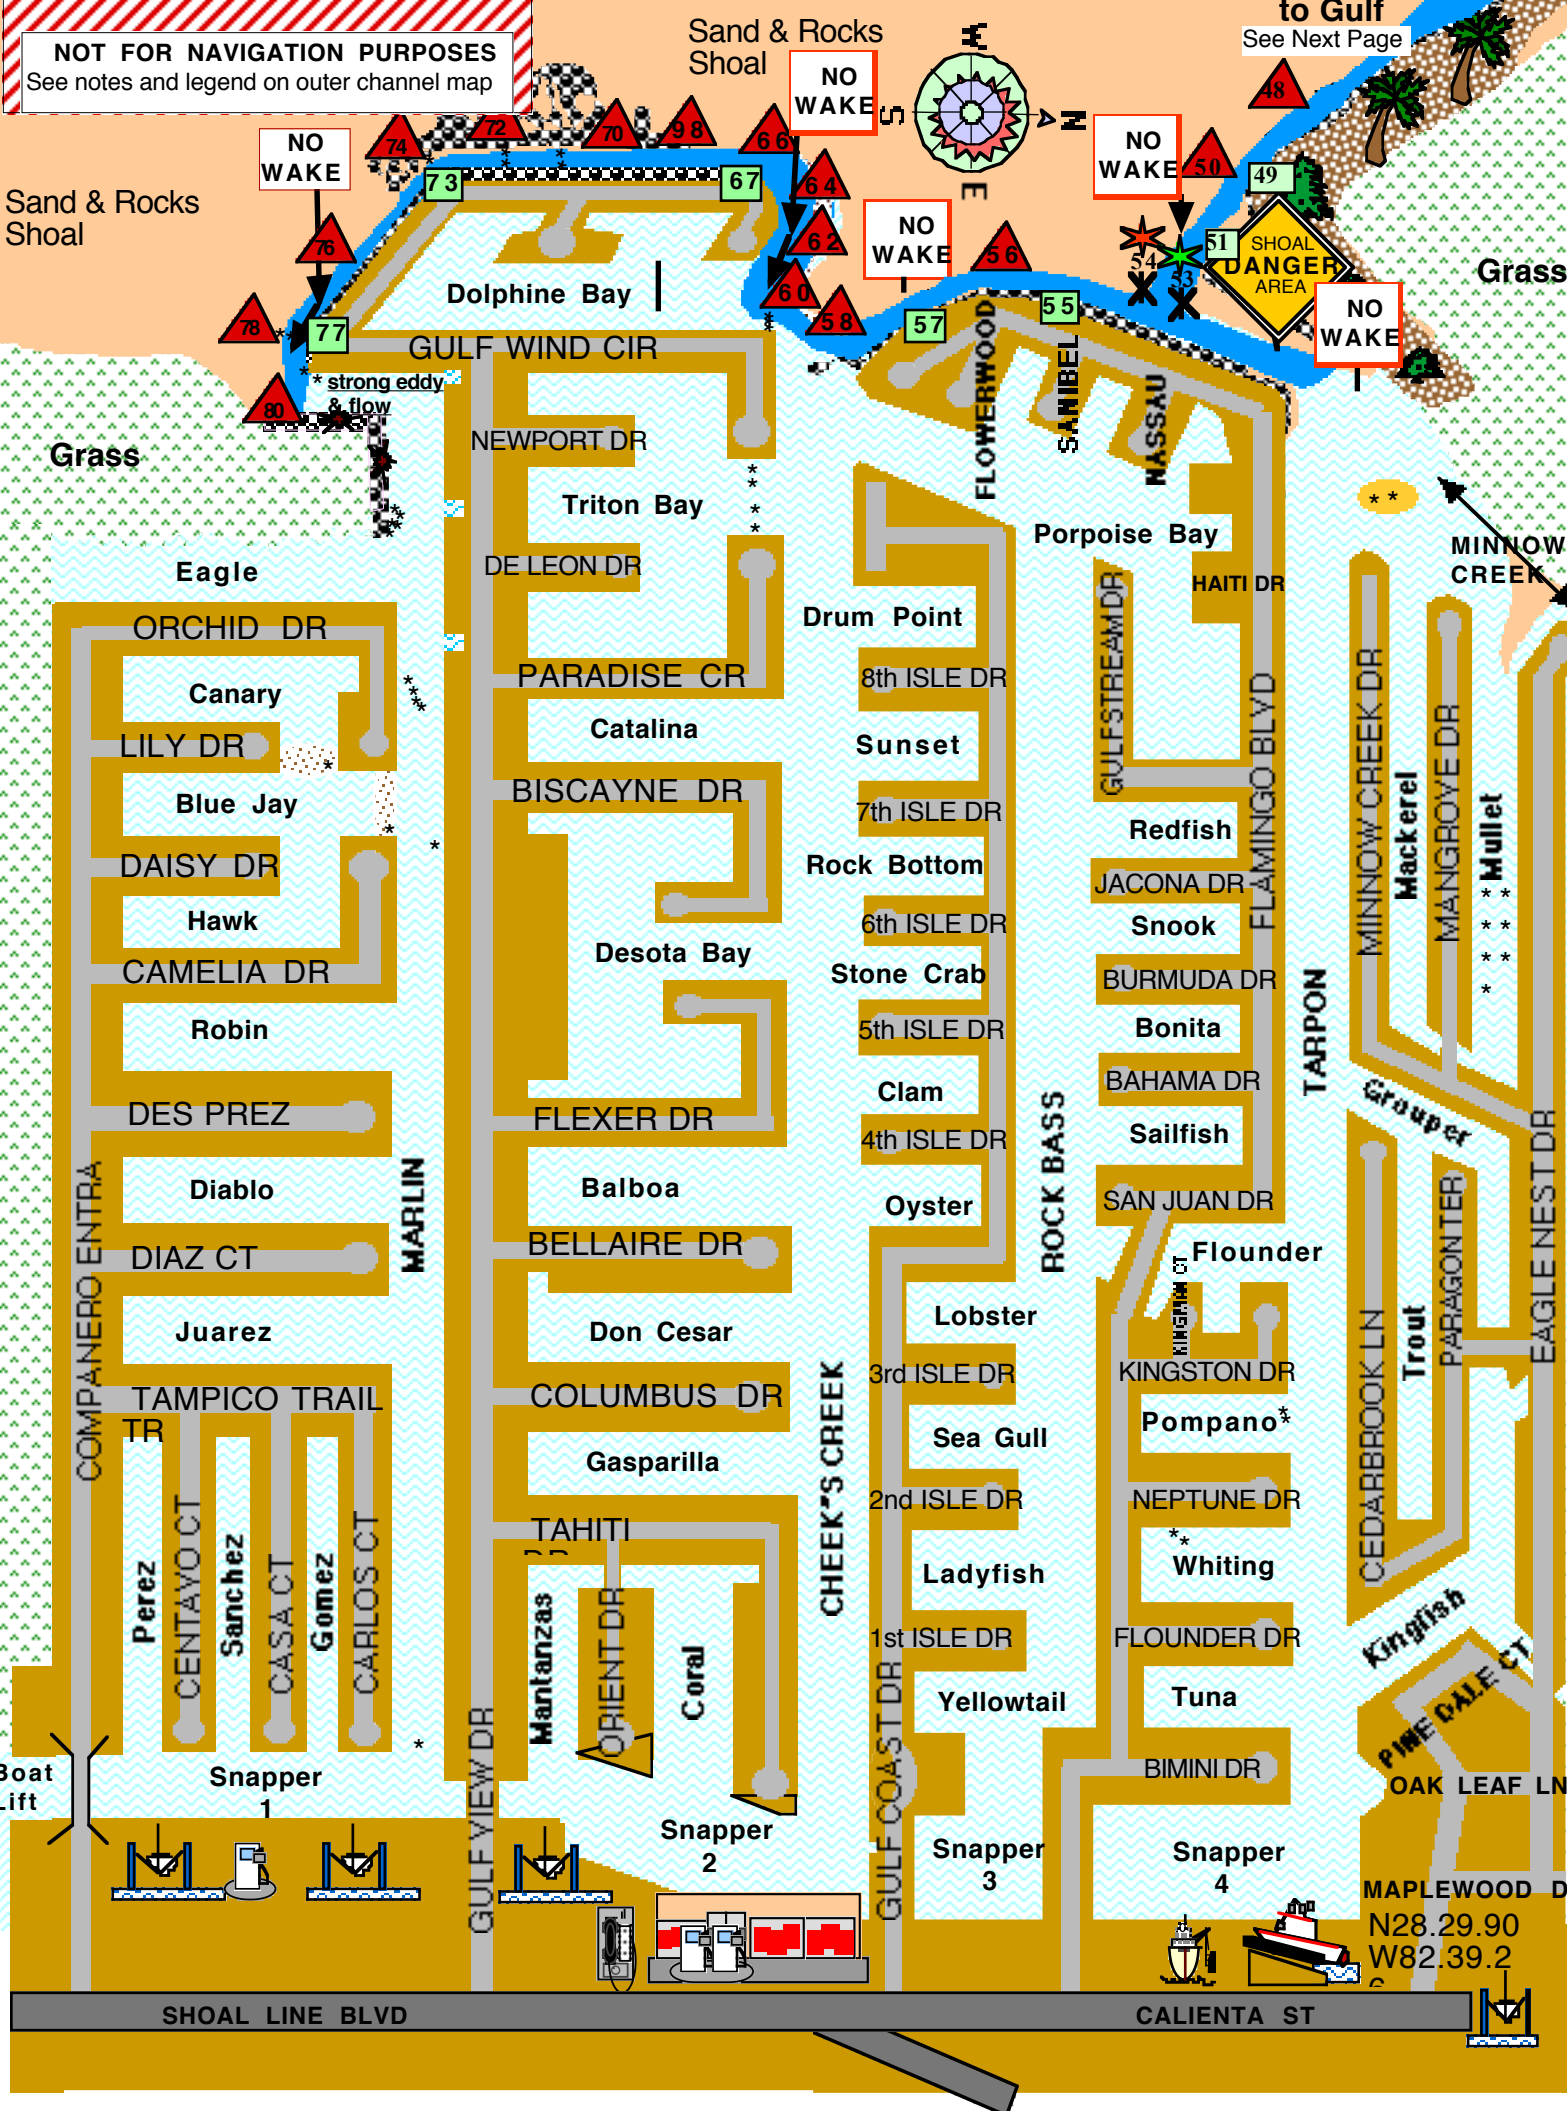 to Gulf
See Next Page
NOT FOR NAVIGATION PURPOSES
See notes and legend on outer channel map
Sand & Rocks
Shoal
NO
WAKE
W
S
N
E
48
74
72
70
98
66
NO
WAKE
50
49
NO
WAKE
73
67
64
Sand & Rocks
Shoal
NO
WAKE
62
56
54
53
51
SHOAL
DANGER
AREA
Grass
76
60
78
77
58
57
55
NO
WAKE
Dolphine Bay
GULF WIND CIR
* strong eddy
& flow
80
Grass
FLOWERWOOD
SANIBEL
NASSAU
NEWPORT DR
Triton Bay
* *
Porpoise Bay
MINNOW
CREEK
Eagle
DE LEON DR
HAITI DR
GULFSTREAM DR
ORCHID DR
Drum Point
Canary
PARADISE CR
8th ISLE DR
FLAMINGO BLVD
MINNOW CREEK DR
MANGROVE DR
LILY DR
Catalina
Sunset
Mackerel
Mullet
Blue Jay
BISCAYNE DR
7th ISLE DR
Redfish
DAISY DR
Rock Bottom
JACONA DR
Hawk
6th ISLE DR
Snook
Desota Bay
CAMELIA DR
Stone Crab
BURMUDA DR
TARPON
Robin
5th ISLE DR
Bonita
Clam
BAHAMA DR
Grouper
DES PREZ
FLEXER DR
4th ISLE DR
Sailfish
COMPANERO ENTRA
MARLIN
ROCK BASS
EAGLE NEST DR
Diablo
Balboa
Oyster
SAN JUAN DR
PARAGON TER
DIAZ CT
BELLAIRE DR
Flounder
KINGSMAN CT
Juarez
Don Cesar
Lobster
Trout
CEDARBROOK LN
TAMPICO TRAIL
TR
COLUMBUS DR
CHEEK'S CREEK
3rd ISLE DR
KINGSTON DR
Gasparilla
Sea Gull
Pompano*
TAHITI
2nd ISLE DR
NEPTUNE DR
Perez
CENTAVO CT
Sanchez
CASA CT
Gomez
CARLOS CT
Ladyfish
Whiting
Mantanzas
ORIENT DR
Coral
1st ISLE DR
FLOUNDER DR
Kingfish
Yellowtail
Tuna
PINE DALE CT
GULF VIEW DR
GULF COAST DR
BIMINI DR
OAK LEAF LN
Boat
Lift
Snapper
1
Snapper
2
Snapper
3
Snapper
4
MAPLEWOOD D
N28.29.90
W82.39.2
SHOAL LINE BLVD
CALIENTA ST